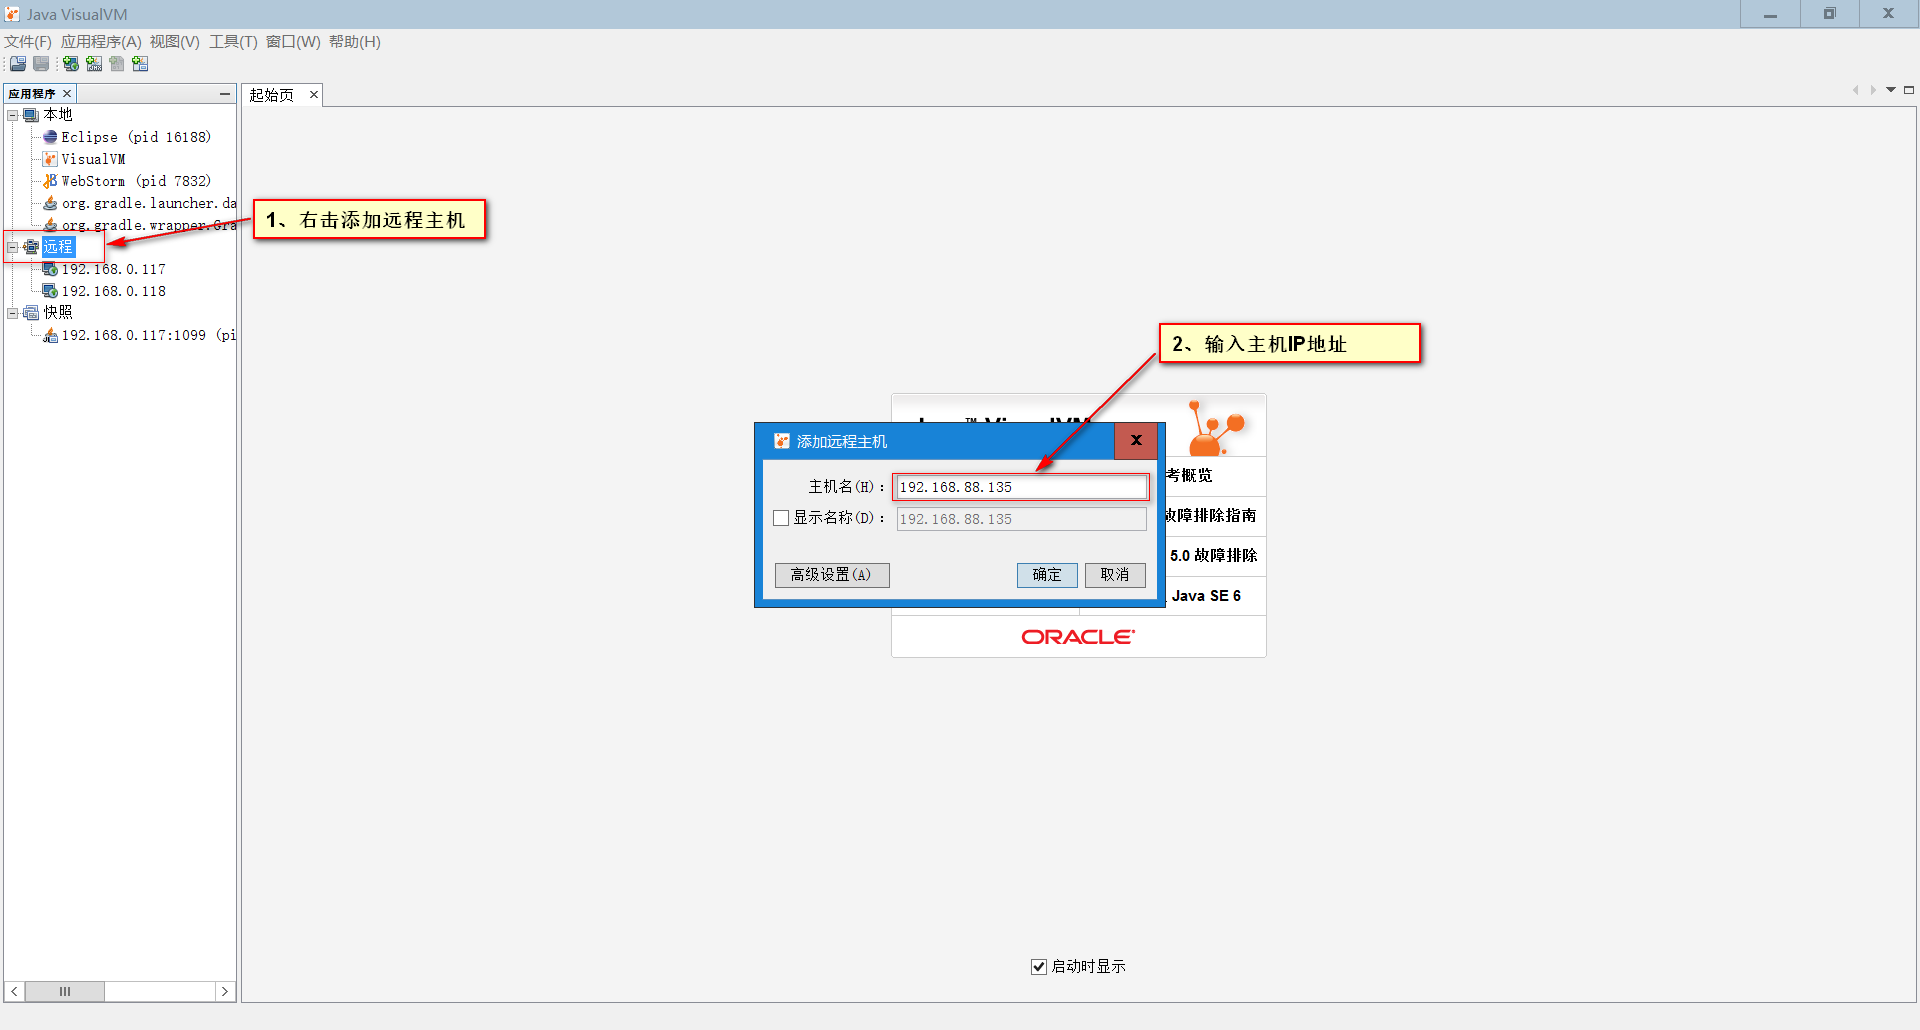 Java VisualVM
文件(F) 应用程序(A) 视图(V) 工具(T) 窗口(W) 帮助(H)
应用程序
起始页
本地
Eclipse (pid 16188)
VisualVM
WebStorm (pid 7832)
org.gradle.launcher.da
org.gradle.wrapper.Gra
远程
192.168.0.117
192.168.0.118
快照
192.168.0.117:1099 (pi
1、右击添加远程主机
2、输入主机IP地址
添加远程主机
主机名(H)：
192.168.88.135
显示名称(D)：
192.168.88.135
高级设置(A)
确定
取消
考概览
故障排除指南
5.0 故障排除
Java SE 6
ORACLE
启动时显示